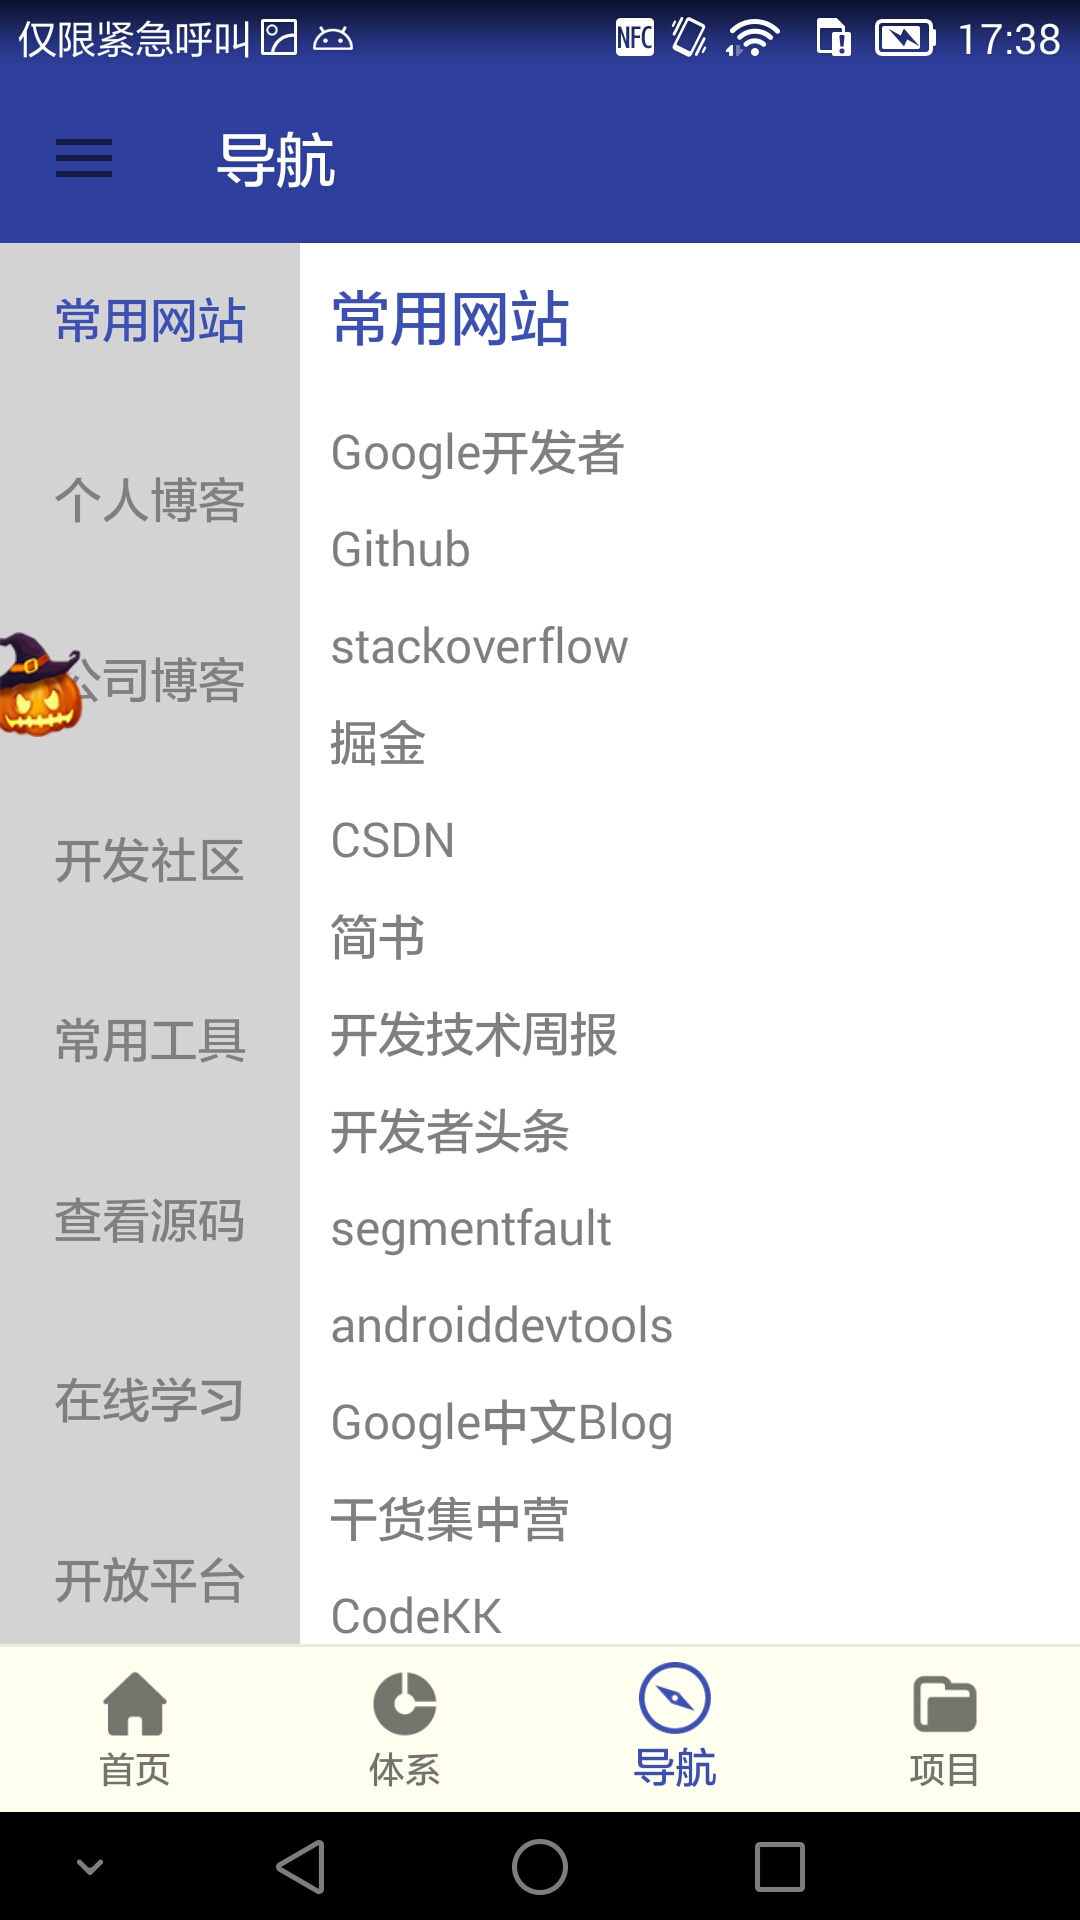 仅限紧急呼叫 NFC 17:38
导航
常用网站
个人博客
公司博客
开发社区
常用工具
查看源码
在线学习
开放平台
常用网站
Google开发者
Github
stackoverflow
掘金
CSDN
简书
开发技术周报
开发者头条
segmentfault
androiddevtools
Google中文Blog
干货集中营
CodeKK
首页 体系 导航 项目